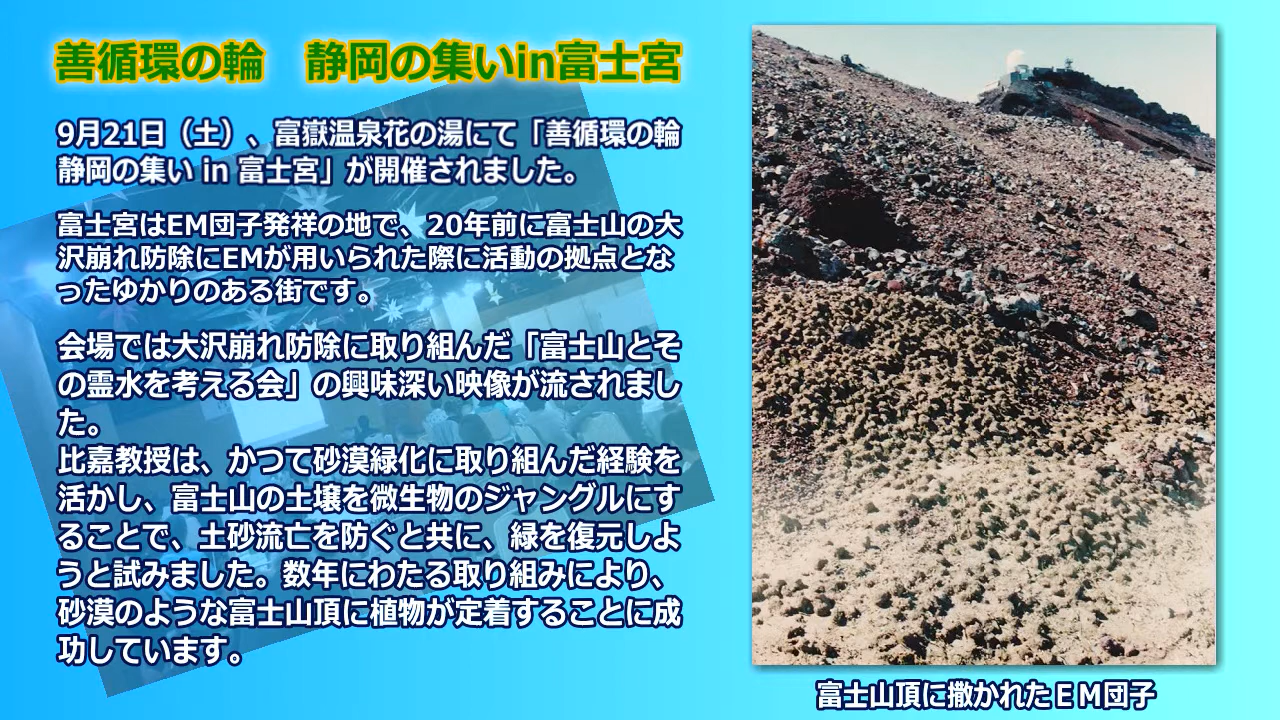 善循環の輪　静岡の集いin富士宮
9月21日（土）、富嶽温泉花の湯にて「善循環の輪
静岡の集い in 富士宮」が開催されました。
富士宮はEM団子発祥の地で、20年前に富士山の大
沢崩れ防除にEMが用いられた際に活動の拠点とな
ったゆかりのある街です。
会場では大沢崩れ防除に取り組んだ「富士山とそ
の霊水を考える会」の興味深い映像が流されまし
た。
比嘉教授は、かつて砂漠緑化に取り組んだ経験を
活かし、富士山の土壌を微生物のジャングルにす
ることで、土砂流亡を防ぐと共に、緑を復元しよ
うと試みました。数年にわたる取り組みにより、
砂漠のような富士山頂に植物が定着することに成
功しています。
富士山頂に撒かれたＥＭ団子